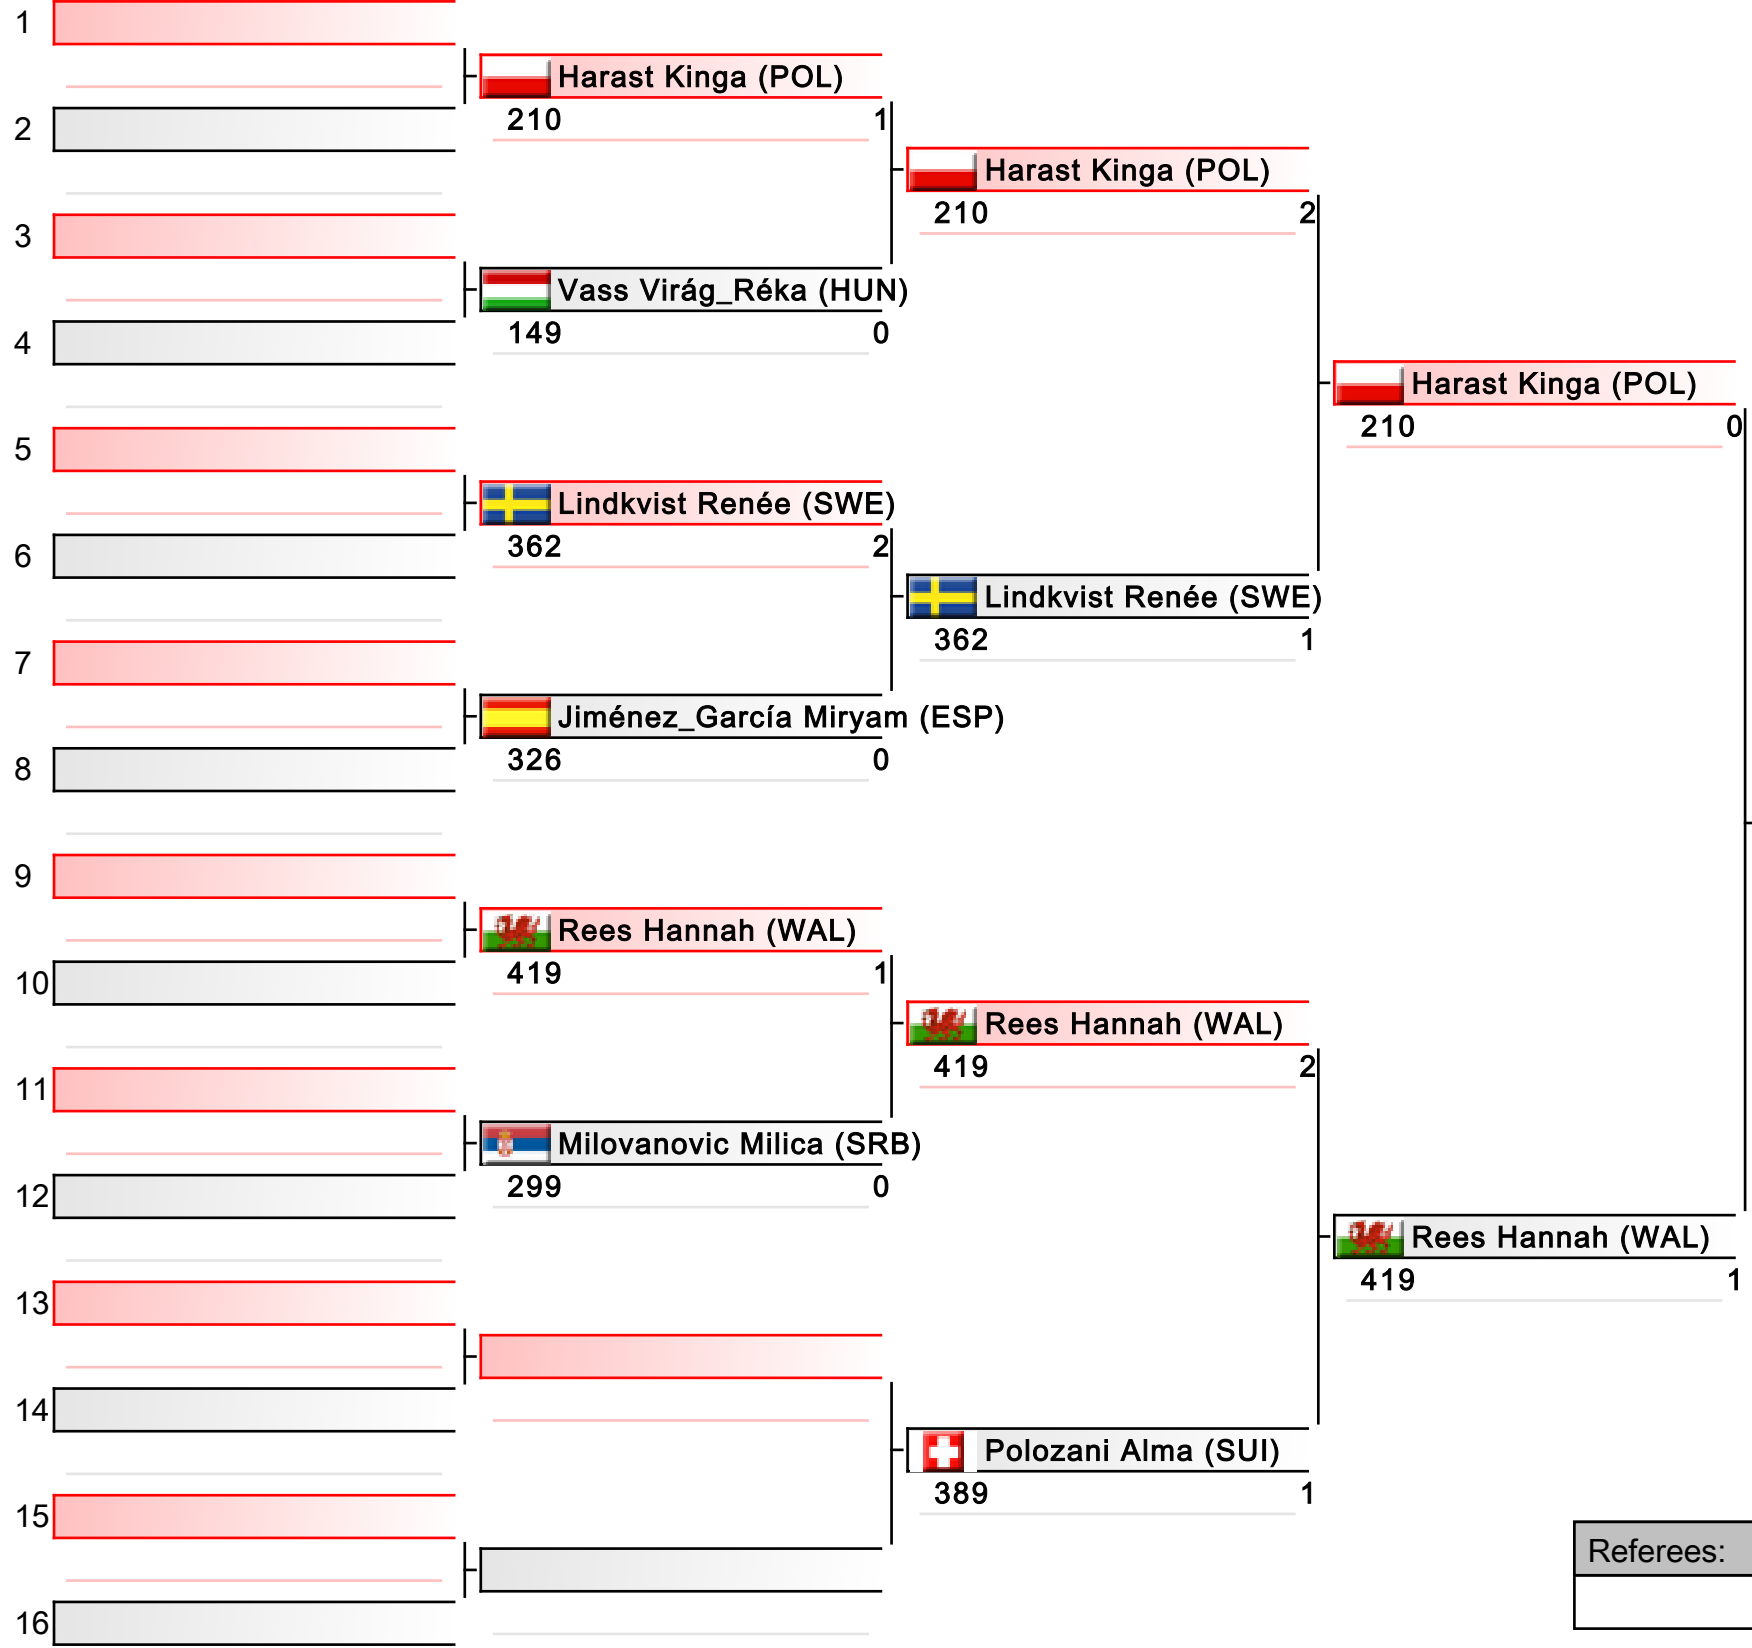 1
Harast Kinga (POL)
210 1
2
Harast Kinga (POL)
210 2
3
Vass Virág_Réka (HUN)
149 0
4
Harast Kinga (POL)
210 0
5
Lindkvist Renée (SWE)
362 2
6
Lindkvist Renée (SWE)
362 1
7
Jiménez_García Miryam (ESP)
326 0
8
9
Rees Hannah (WAL)
419 1
10
Rees Hannah (WAL)
419 2
11
Milovanovic Milica (SRB)
299 0
12
Rees Hannah (WAL)
419 1
13
14
Polozani Alma (SUI)
389 1
15
Referees:
16